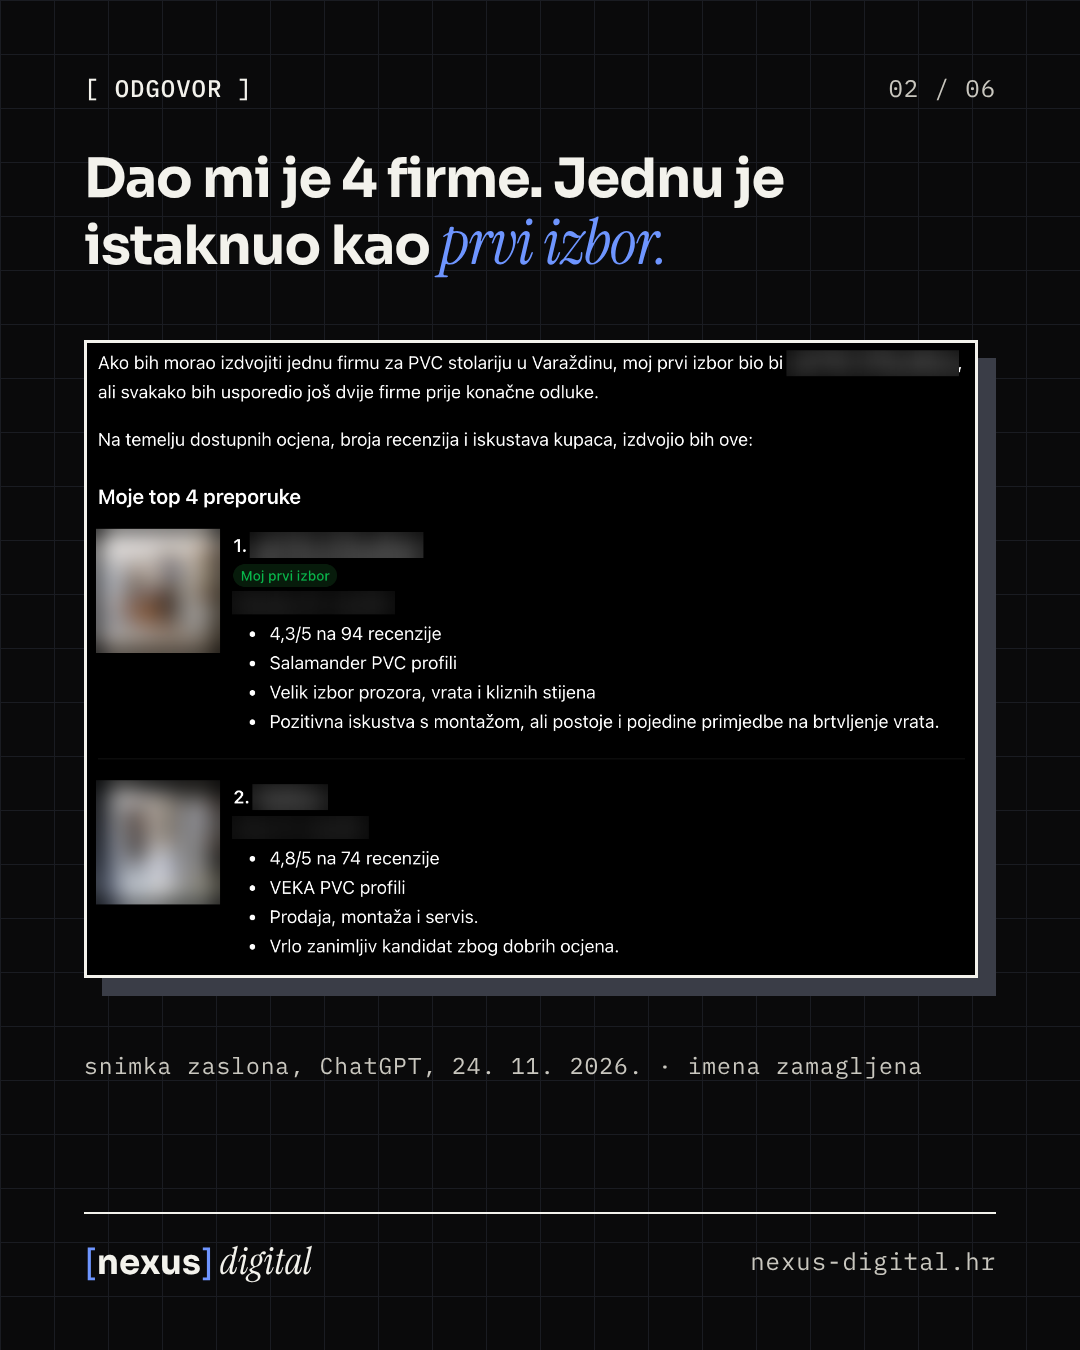 [ ODGOVOR ]
02 / 06
Dao mi je 4 firme. Jednu je
istaknuo kao prvi izbor.
Ako bih morao izdvojiti jednu firmu za PVC stolariju u Varaždinu, moj prvi izbor bio bi ,
ali svakako bih usporedio još dvije firme prije konačne odluke.
Na temelju dostupnih ocjena, broja recenzija i iskustava kupaca, izdvojio bih ove:
Moje top 4 preporuke
1.
Moj prvi izbor
• 4,3/5 na 94 recenzije
• Salamander PVC profili
• Velik izbor prozora, vrata i kliznih stijena
• Pozitivna iskustva s montažom, ali postoje i pojedine primjedbe na brtvljenje vrata.
2.
• 4,8/5 na 74 recenzije
• VEKA PVC profili
• Prodaja, montaža i servis.
• Vrlo zanimljiv kandidat zbog dobrih ocjena.
snimka zaslona, ChatGPT, 24. 11. 2026. · imena zamagljena
[nexus] digital
nexus-digital.hr